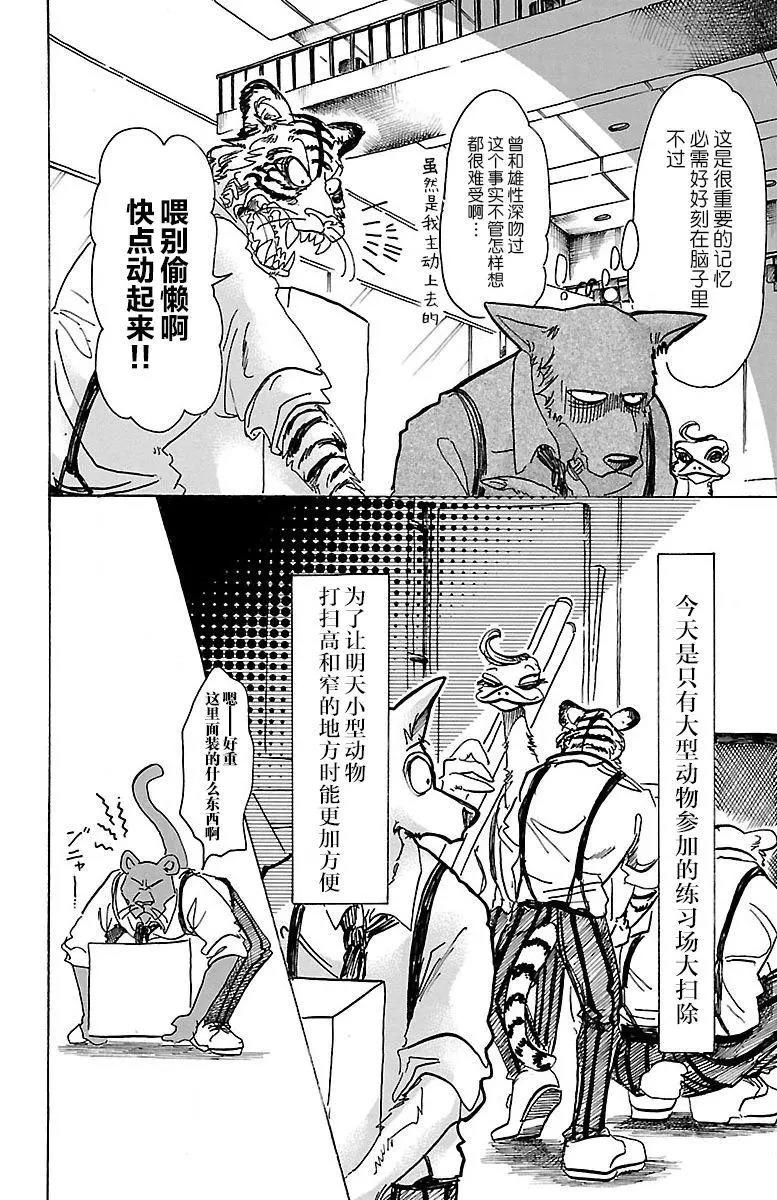 这是很重要的记忆
必需好好刻在脑子里
不过
曾和雄性深吻过
这个事实不管怎样想
都很难受啊…
虽然是我主动上去的
喂别偷懒啊
快点动起来!!
今天是只有大型动物参加的练习场大扫除
为了让明天小型动物
打扫高和窄的地方时能更加方便
嗯——好重
这里面装的什么东西啊
ジャ